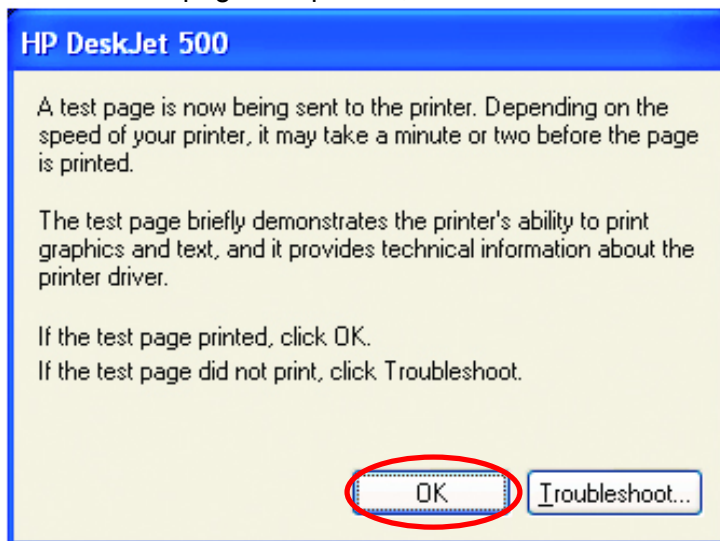 HP DeskJet 500
A test page is now being sent to the printer. Depending on the
speed of your printer, it may take a minute or two before the page
is printed.
The test page briefly demonstrates the printer's ability to print
graphics and text, and it provides technical information about the
printer driver.
If the test page printed, click OK.
If the test page did not print, click Troubleshoot.
OK Troubleshoot...